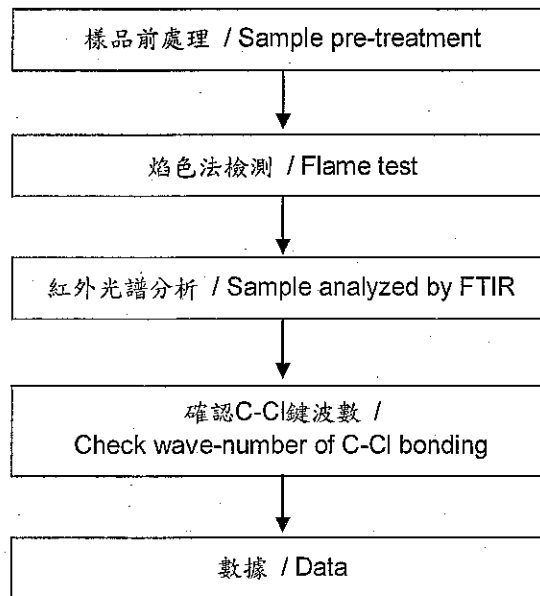 樣品前處理 / Sample pre-treatment
焰色法檢測 / Flame test
紅外光譜分析 / Sample analyzed by FTIR
確認C-Cl鍵波數 /
Check wave-number of C-Cl bonding
數據 / Data